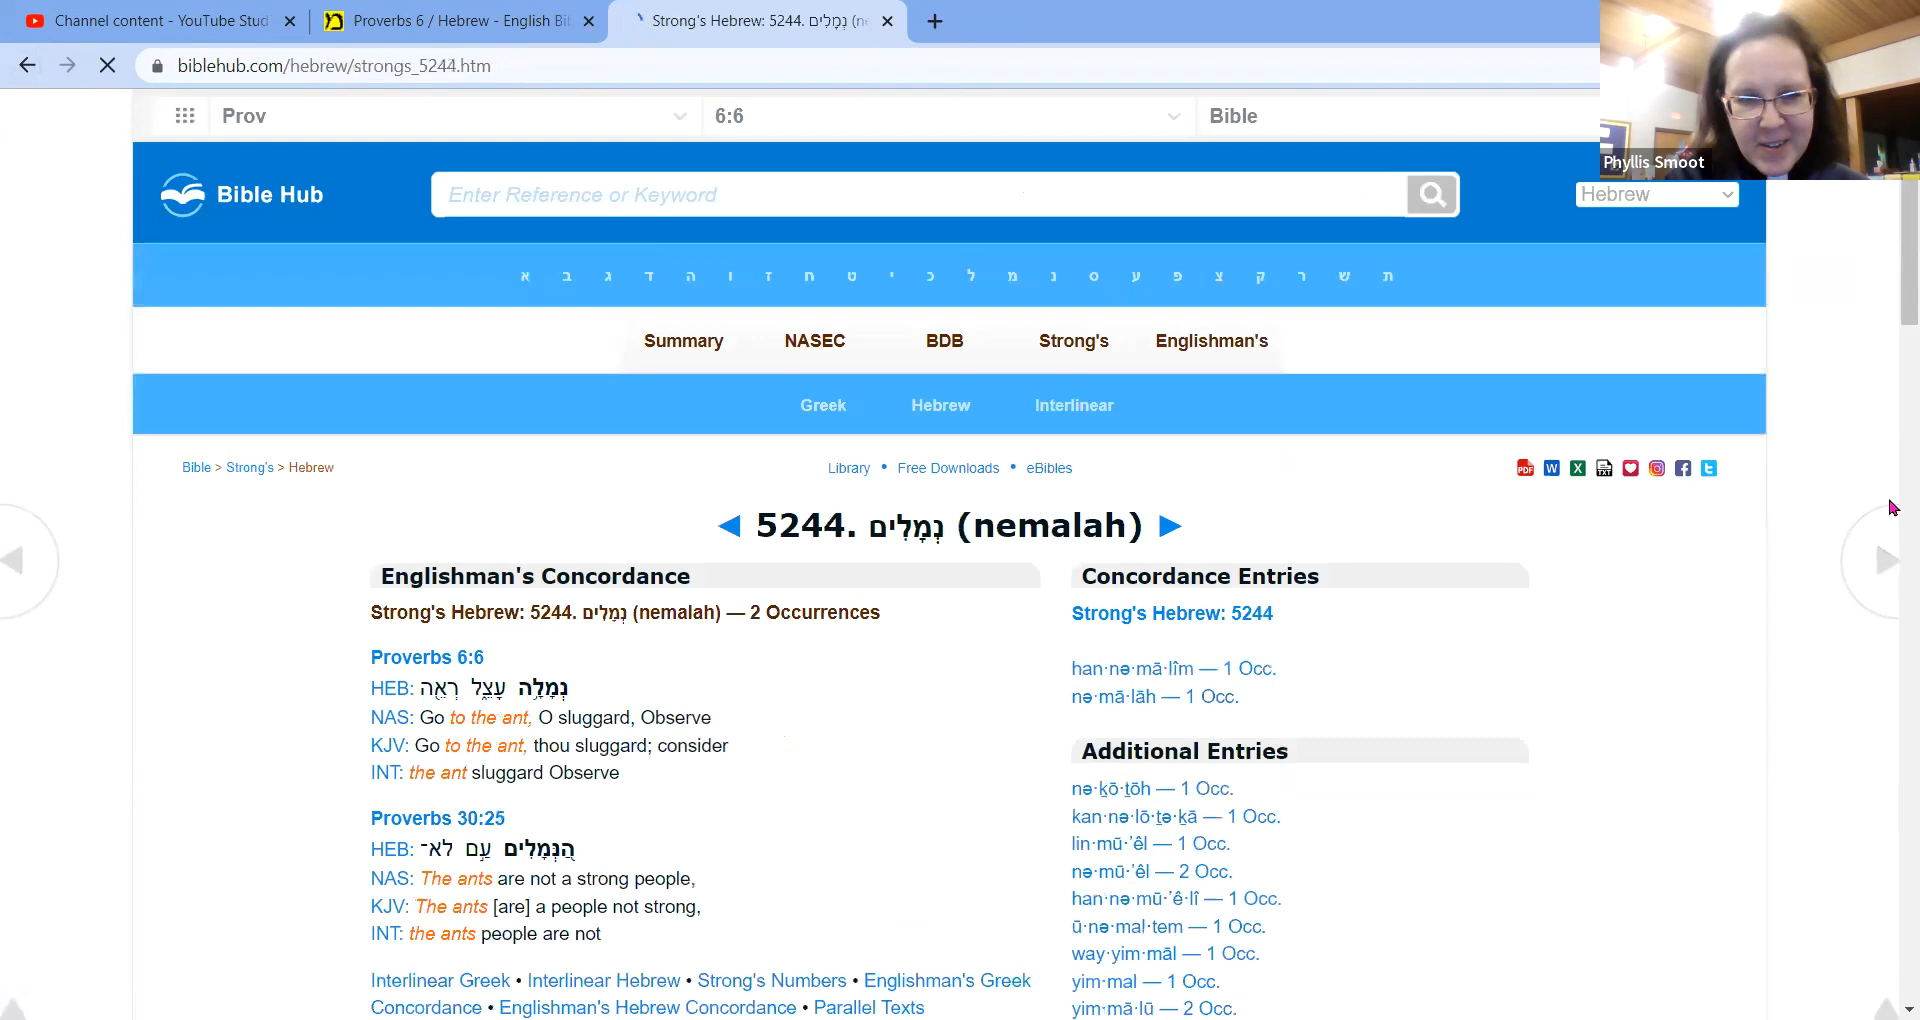 Channel content - YouTube Stud
Proverbs 6 / Hebrew - English Bi
Strong's Hebrew: 5244. נְמָלִים (ne
biblehub.com/hebrew/strongs_5244.htm
Prov
6:6
Bible
Phyllis Smoot
Bible Hub
Enter Reference or Keyword
Hebrew
א ב ג ד ה ו ז ח ט י כ ל מ נ ס ע פ צ ק ר ש ת
Summary NASEC BDB Strong's Englishman's
Greek Hebrew Interlinear
Bible > Strong's > Hebrew
Library • Free Downloads • eBibles
PDF W X TXT
◄ 5244. נְמָלִים (nemalah) ►
Englishman's Concordance
Strong's Hebrew: 5244. נְמָלִים (nemalah) — 2 Occurrences
Proverbs 6:6
HEB: נְמָלָ֥ה עָצֵ֑ל רְאֵ֖ה
NAS: Go to the ant, O sluggard, Observe
KJV: Go to the ant, thou sluggard; consider
INT: the ant sluggard Observe
Proverbs 30:25
HEB: הַ֭נְּמָלִים עַ֣ם לֹא־
NAS: The ants are not a strong people,
KJV: The ants [are] a people not strong,
INT: the ants people are not
Interlinear Greek • Interlinear Hebrew • Strong's Numbers • Englishman's Greek
Concordance • Englishman's Hebrew Concordance • Parallel Texts
Concordance Entries
Strong's Hebrew: 5244
han·nə·mā·lîm — 1 Occ.
nə·mā·lāh — 1 Occ.
Additional Entries
nə·ḵō·ṯōh — 1 Occ.
kan·nə·lō·ṯə·ḵā — 1 Occ.
lin·mū·'êl — 1 Occ.
nə·mū·'êl — 2 Occ.
han·nə·mū·'ê·lî — 1 Occ.
ū·nə·mal·tem — 1 Occ.
way·yim·māl — 1 Occ.
yim·mal — 1 Occ.
yim·mā·lū — 2 Occ.